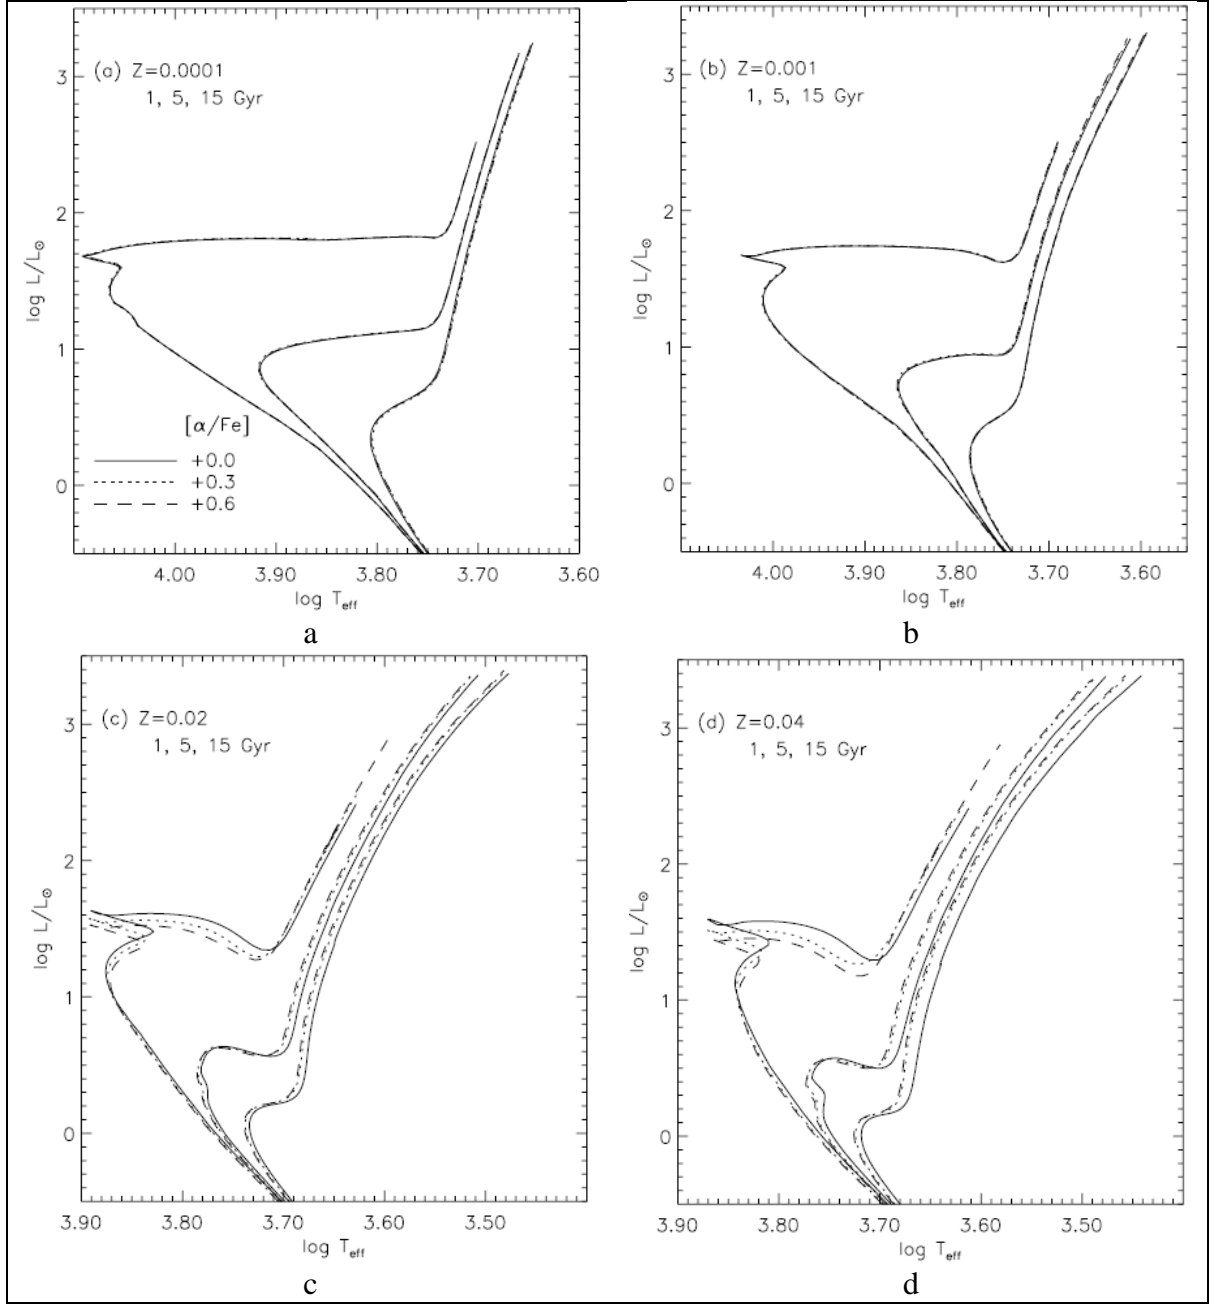 (a) Z=0.0001
1, 5, 15 Gyr
3
2
1
0
log L/L⊙
[α/Fe]
+0.0
+0.3
+0.6
4.00 3.90 3.80 3.70 3.60
log Teff
a
(b) Z=0.001
1, 5, 15 Gyr
3
2
1
0
log L/L⊙
4.00 3.90 3.80 3.70 3.60
log Teff
b
(c) Z=0.02
1, 5, 15 Gyr
3
2
1
0
log L/L⊙
3.90 3.80 3.70 3.60 3.50
log Teff
c
(d) Z=0.04
1, 5, 15 Gyr
3
2
1
0
log L/L⊙
3.90 3.80 3.70 3.60 3.50
log Teff
d